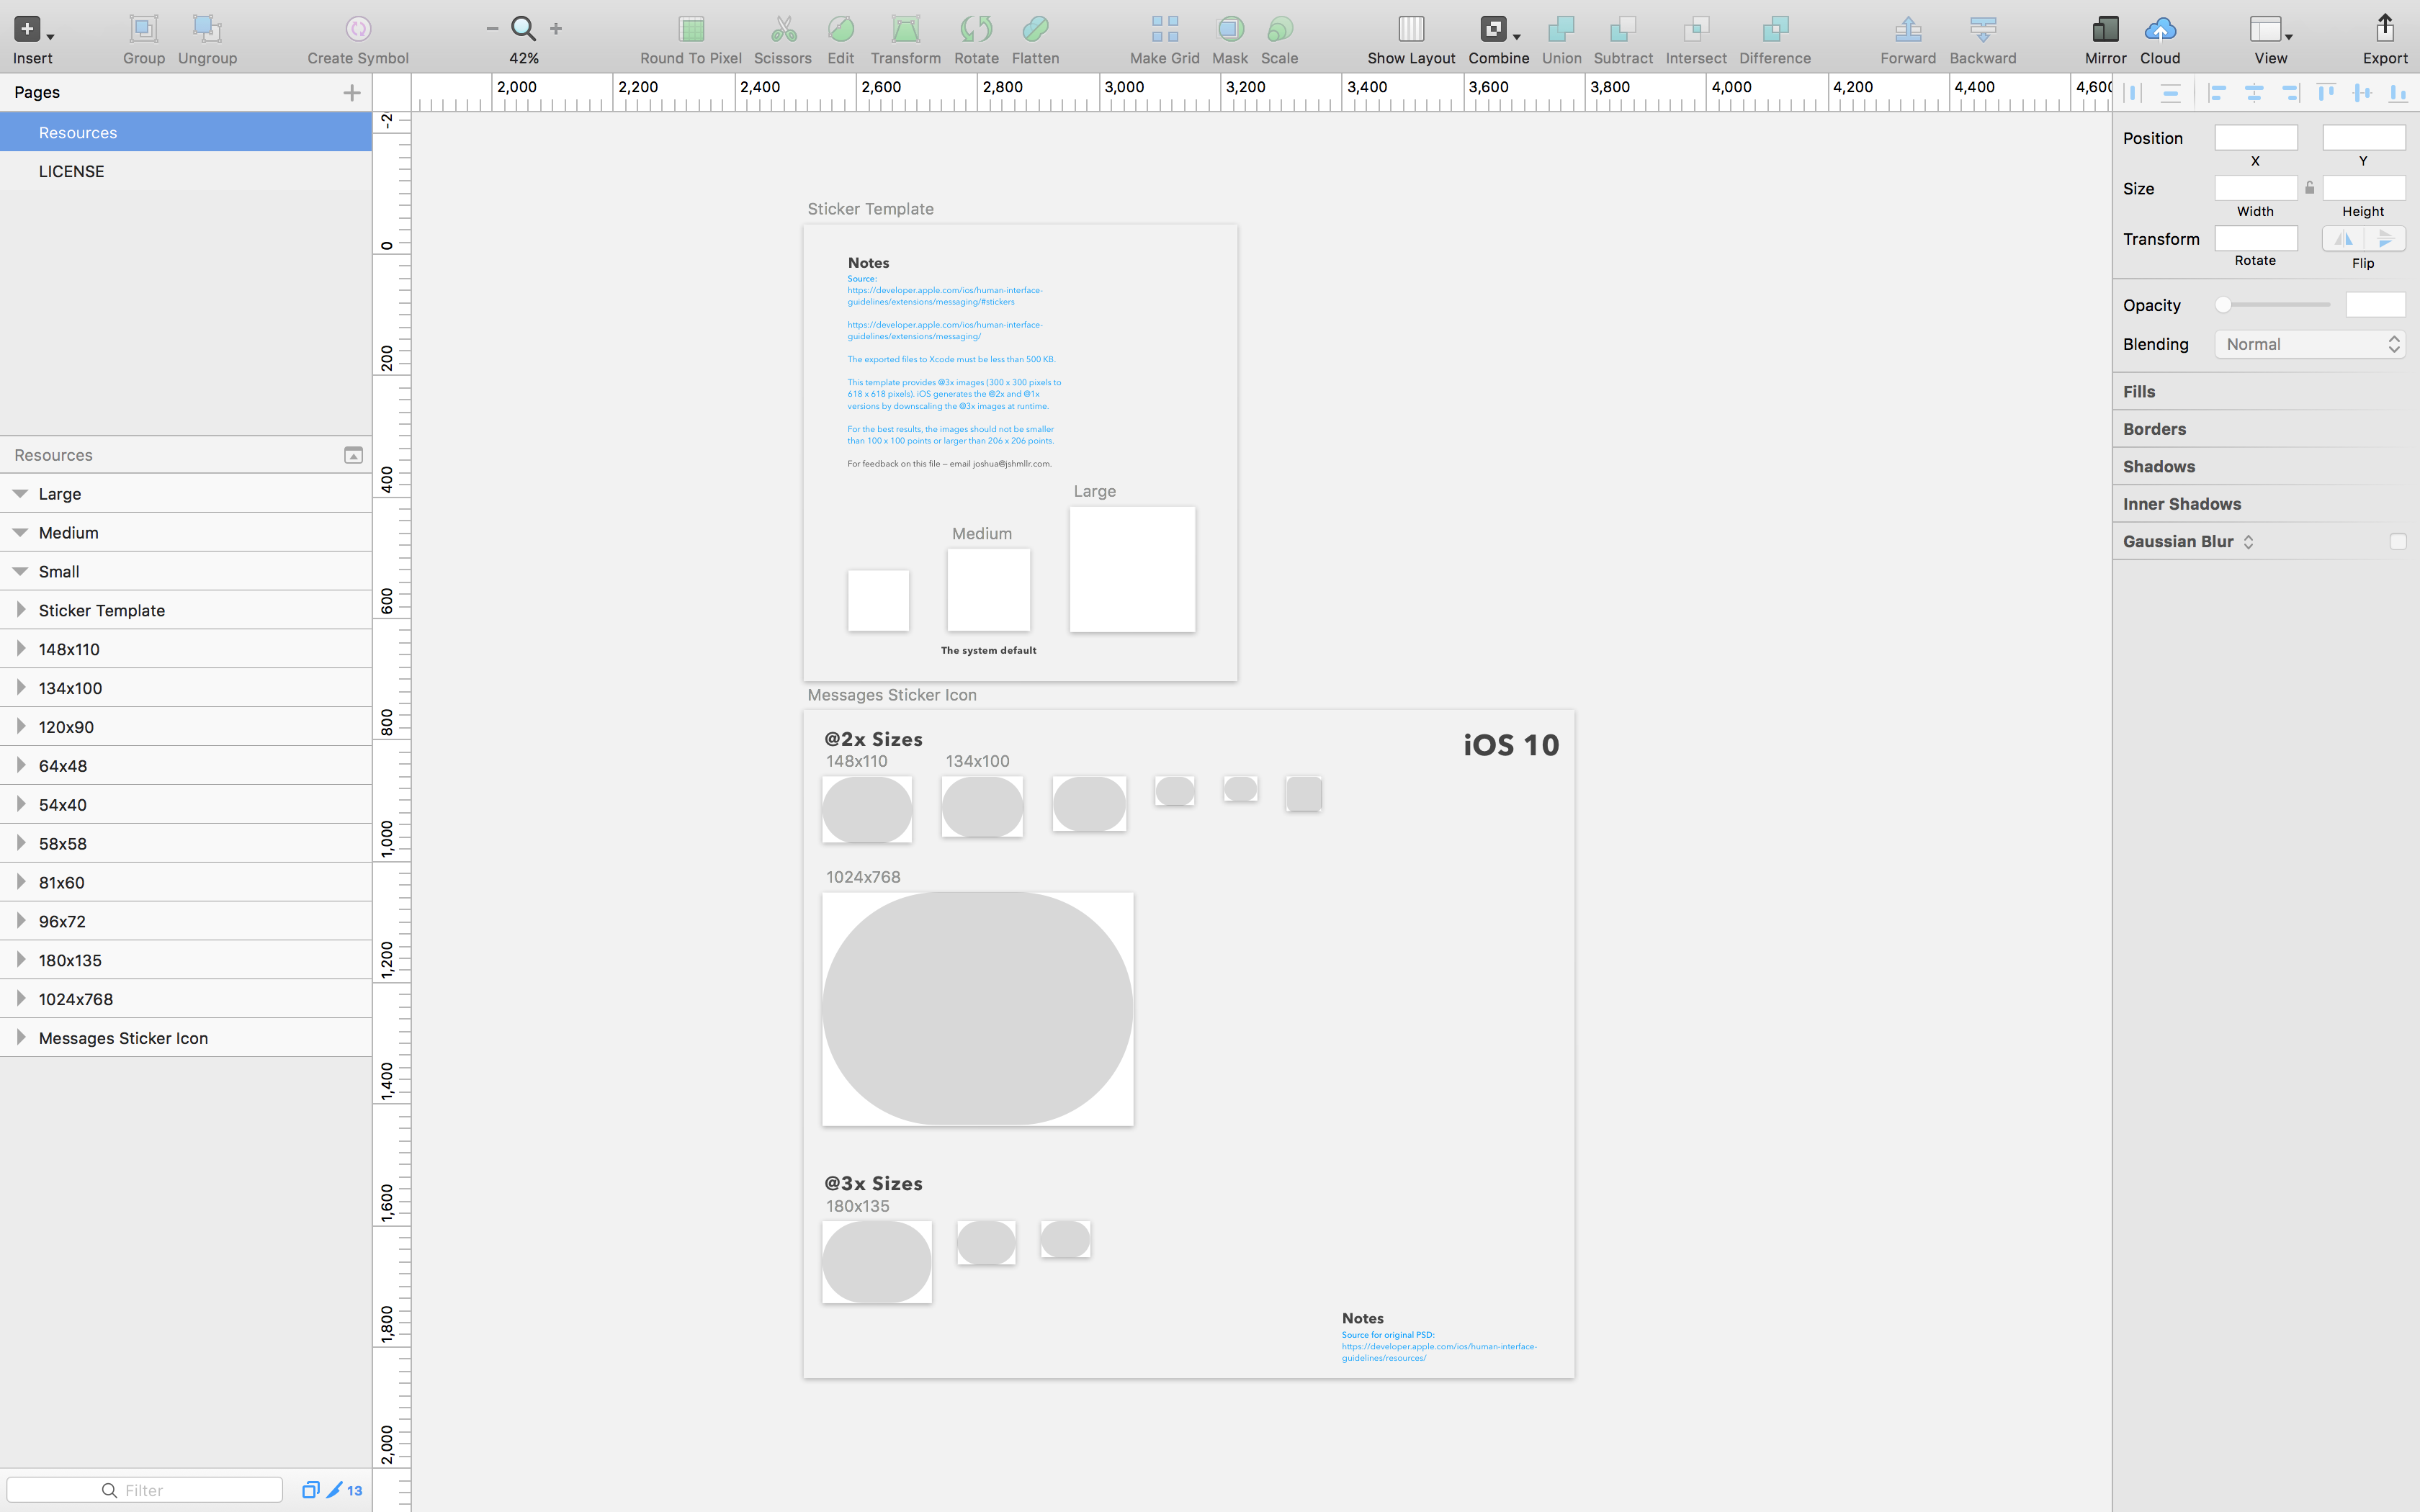 Insert
Group
Ungroup
Create Symbol
42%
Round To Pixel
Scissors
Edit
Transform
Rotate
Flatten
Make Grid
Mask
Scale
Show Layout
Combine
Union
Subtract
Intersect
Difference
Forward
Backward
Mirror
Cloud
View
Export
Pages
Resources
LICENSE
Resources
Large
Medium
Small
Sticker Template
148x110
134x100
120x90
64x48
54x40
58x58
81x60
96x72
180x135
1024x768
Messages Sticker Icon
Filter
13
2,000
2,200
2,400
2,600
2,800
3,000
3,200
3,400
3,600
3,800
4,000
4,200
4,400
4,600
-2
0
200
400
600
800
1,000
1,200
1,400
1,600
1,800
2,000
Sticker Template
Notes
Source:
https://developer.apple.com/ios/human-interface-
guidelines/extensions/messaging/#stickers
https://developer.apple.com/ios/human-interface-
guidelines/extensions/messaging/
The exported files to Xcode must be less than 500 KB.
This template provides @3x images (300 x 300 pixels to
618 x 618 pixels). iOS generates the @2x and @1x
versions by downscaling the @3x images at runtime.
For the best results, the images should not be smaller
than 100 x 100 points or larger than 206 x 206 points.
For feedback on this file – email joshua@jshmllr.com.
Large
Medium
The system default
Messages Sticker Icon
@2x Sizes
iOS 10
148x110
134x100
1024x768
@3x Sizes
180x135
Notes
Source for original PSD:
https://developer.apple.com/ios/human-interface-
guidelines/resources/
Position
X
Y
Size
Width
Height
Transform
Rotate
Flip
Opacity
Blending
Normal
Fills
Borders
Shadows
Inner Shadows
Gaussian Blur